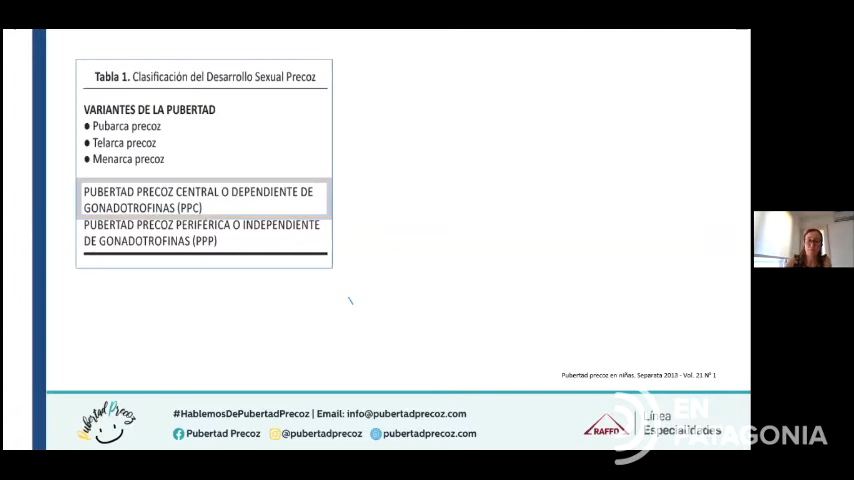 Tabla 1. Clasificación del Desarrollo Sexual Precoz
VARIANTES DE LA PUBERTAD
● Pubarca precoz
● Telarca precoz
● Menarca precoz
PUBERTAD PRECOZ CENTRAL O DEPENDIENTE DE
GONADOTROFINAS (PPC)
PUBERTAD PRECOZ PERIFERICA O INDEPENDIENTE
DE GONADOTROFINAS (PPP)
Pubertad precoz en niñas, Separata 2013 - Vol. 21 Nº 1
Pubertad Precoz
#HablemosDePubertadPrecoz | Email: info@pubertadprecoz.com
Pubertad Precoz @pubertadprecoz pubertadprecoz.com
RAFFO
Línea
Especialidades
EN
PATAGONIA